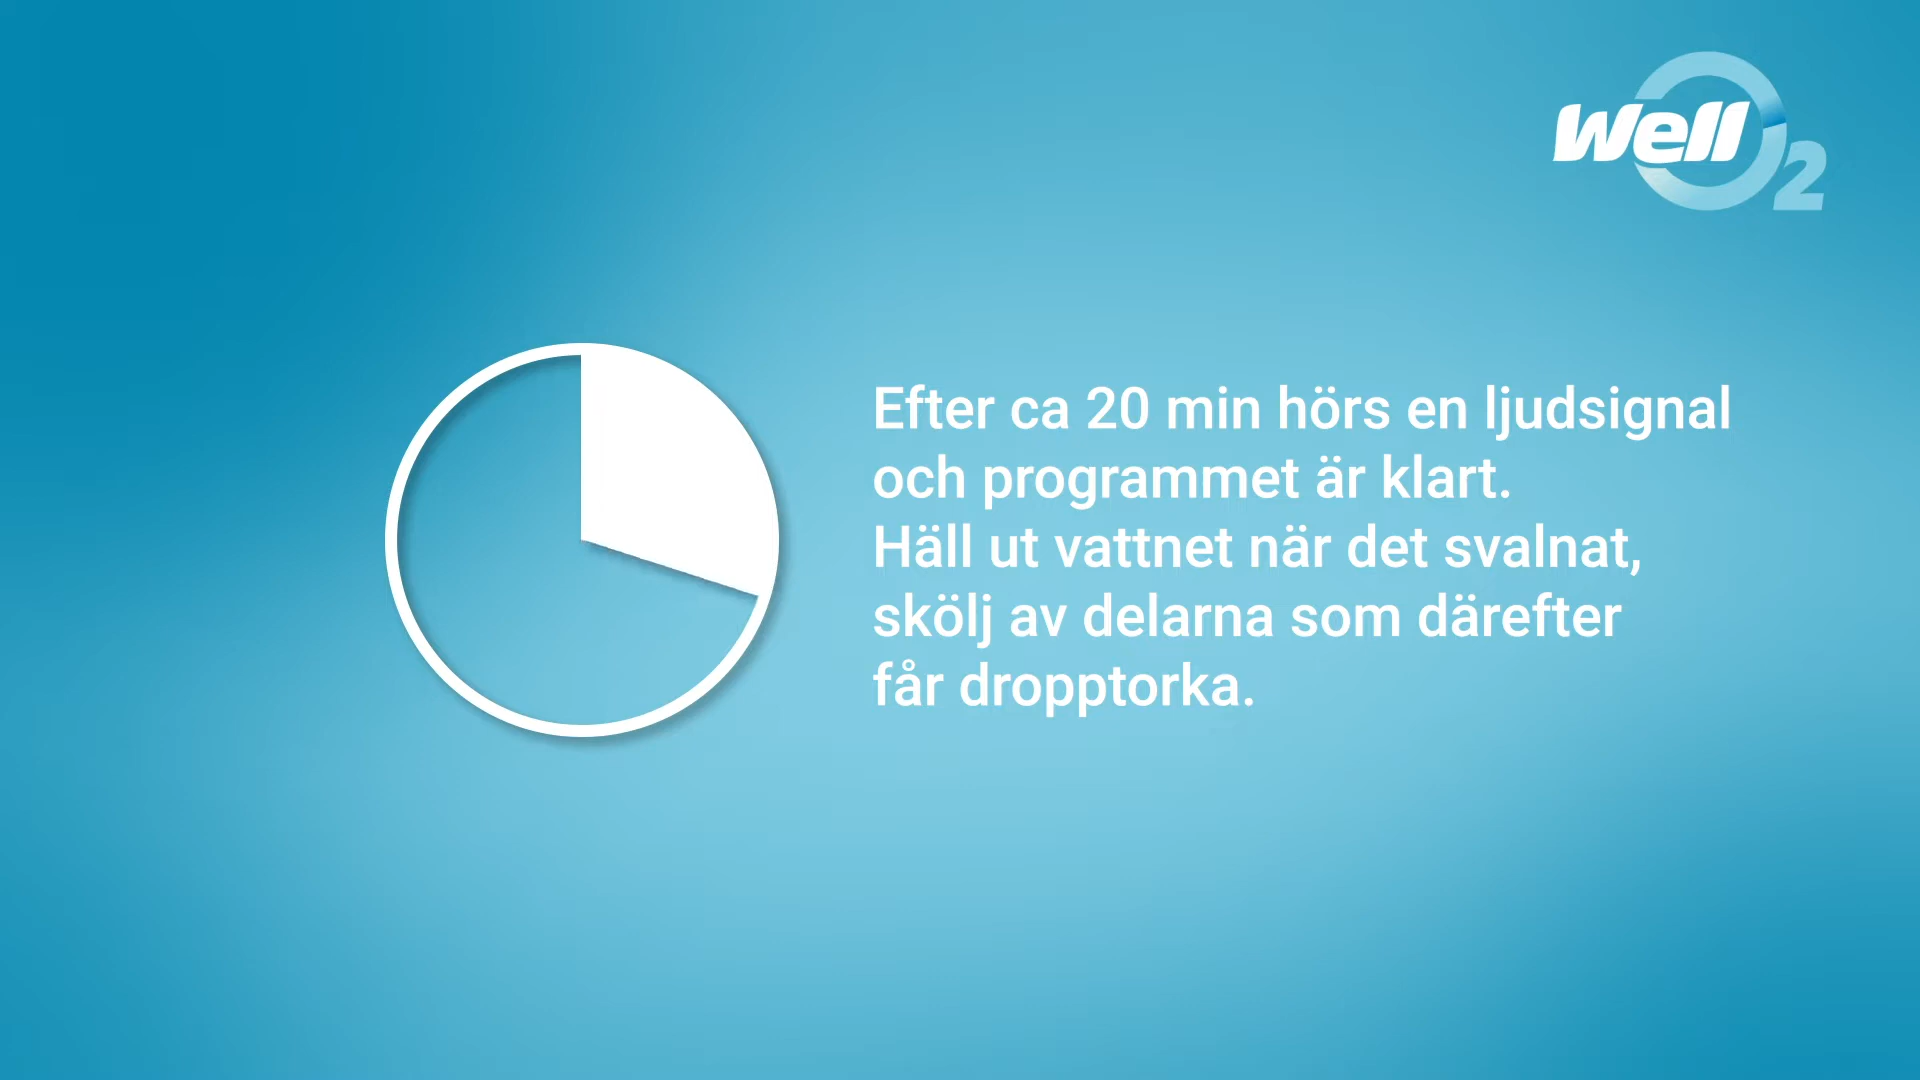 WellO2
Efter ca 20 min hörs en ljudsignal
och programmet är klart.
Häll ut vattnet när det svalnat,
skölj av delarna som därefter
får dropptorka.